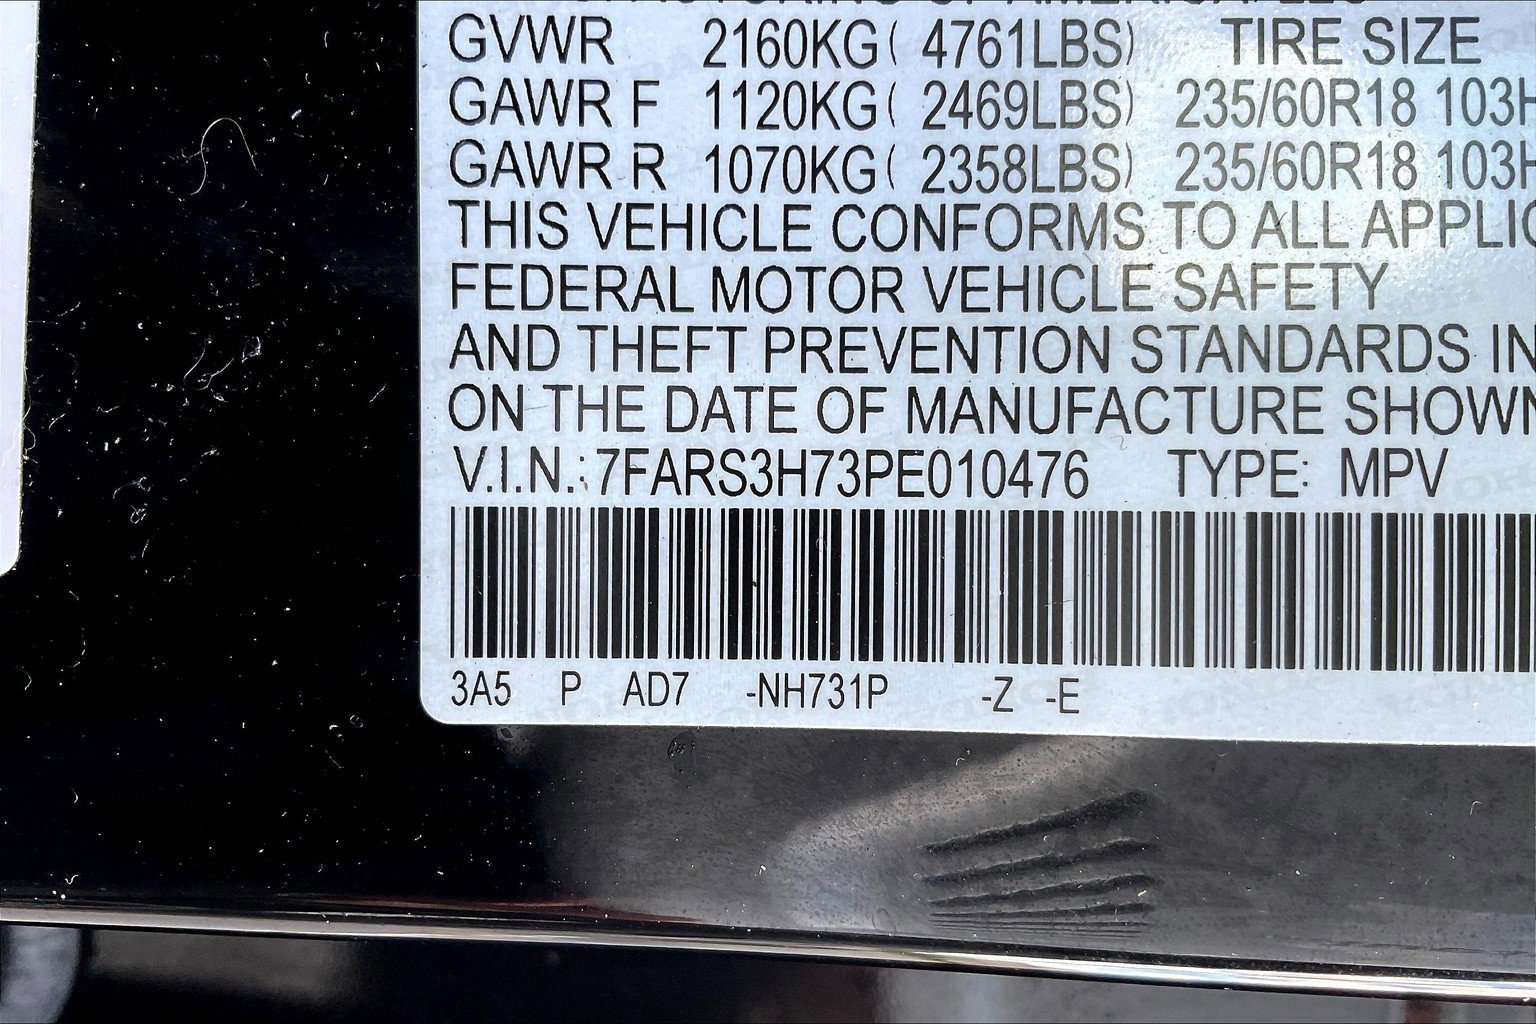 GVWR 2160KG( 4761LBS) TIRE SIZE
GAWR F 1120KG( 2469LBS) 235/60R18 103H
GAWR R 1070KG( 2358LBS) 235/60R18 103H
THIS VEHICLE CONFORMS TO ALL APPLIC
FEDERAL MOTOR VEHICLE SAFETY
AND THEFT PREVENTION STANDARDS IN
ON THE DATE OF MANUFACTURE SHOWN
V.I.N.: 7FARS3H73PE010476 TYPE: MPV
3A5 P AD7 -NH731P -Z -E